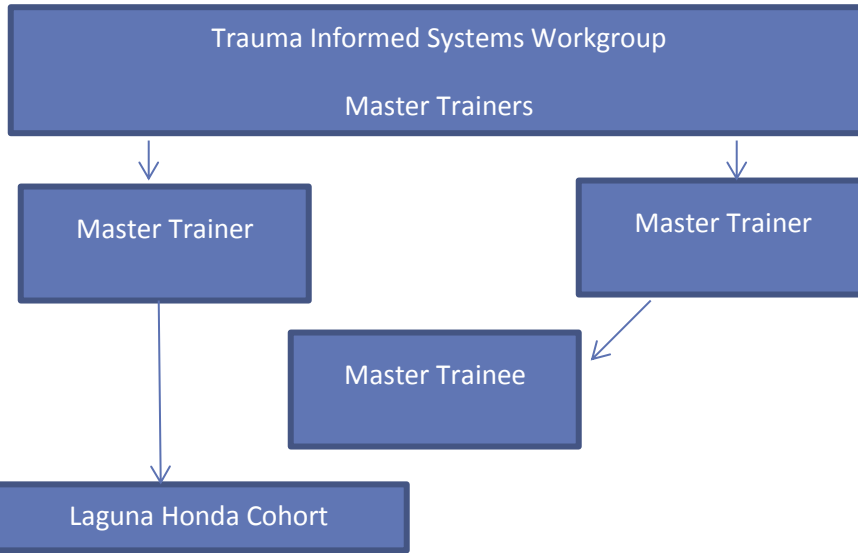 Trauma Informed Systems Workgroup
Master Trainers
Master Trainer
Master Trainer
Master Trainee
Laguna Honda Cohort